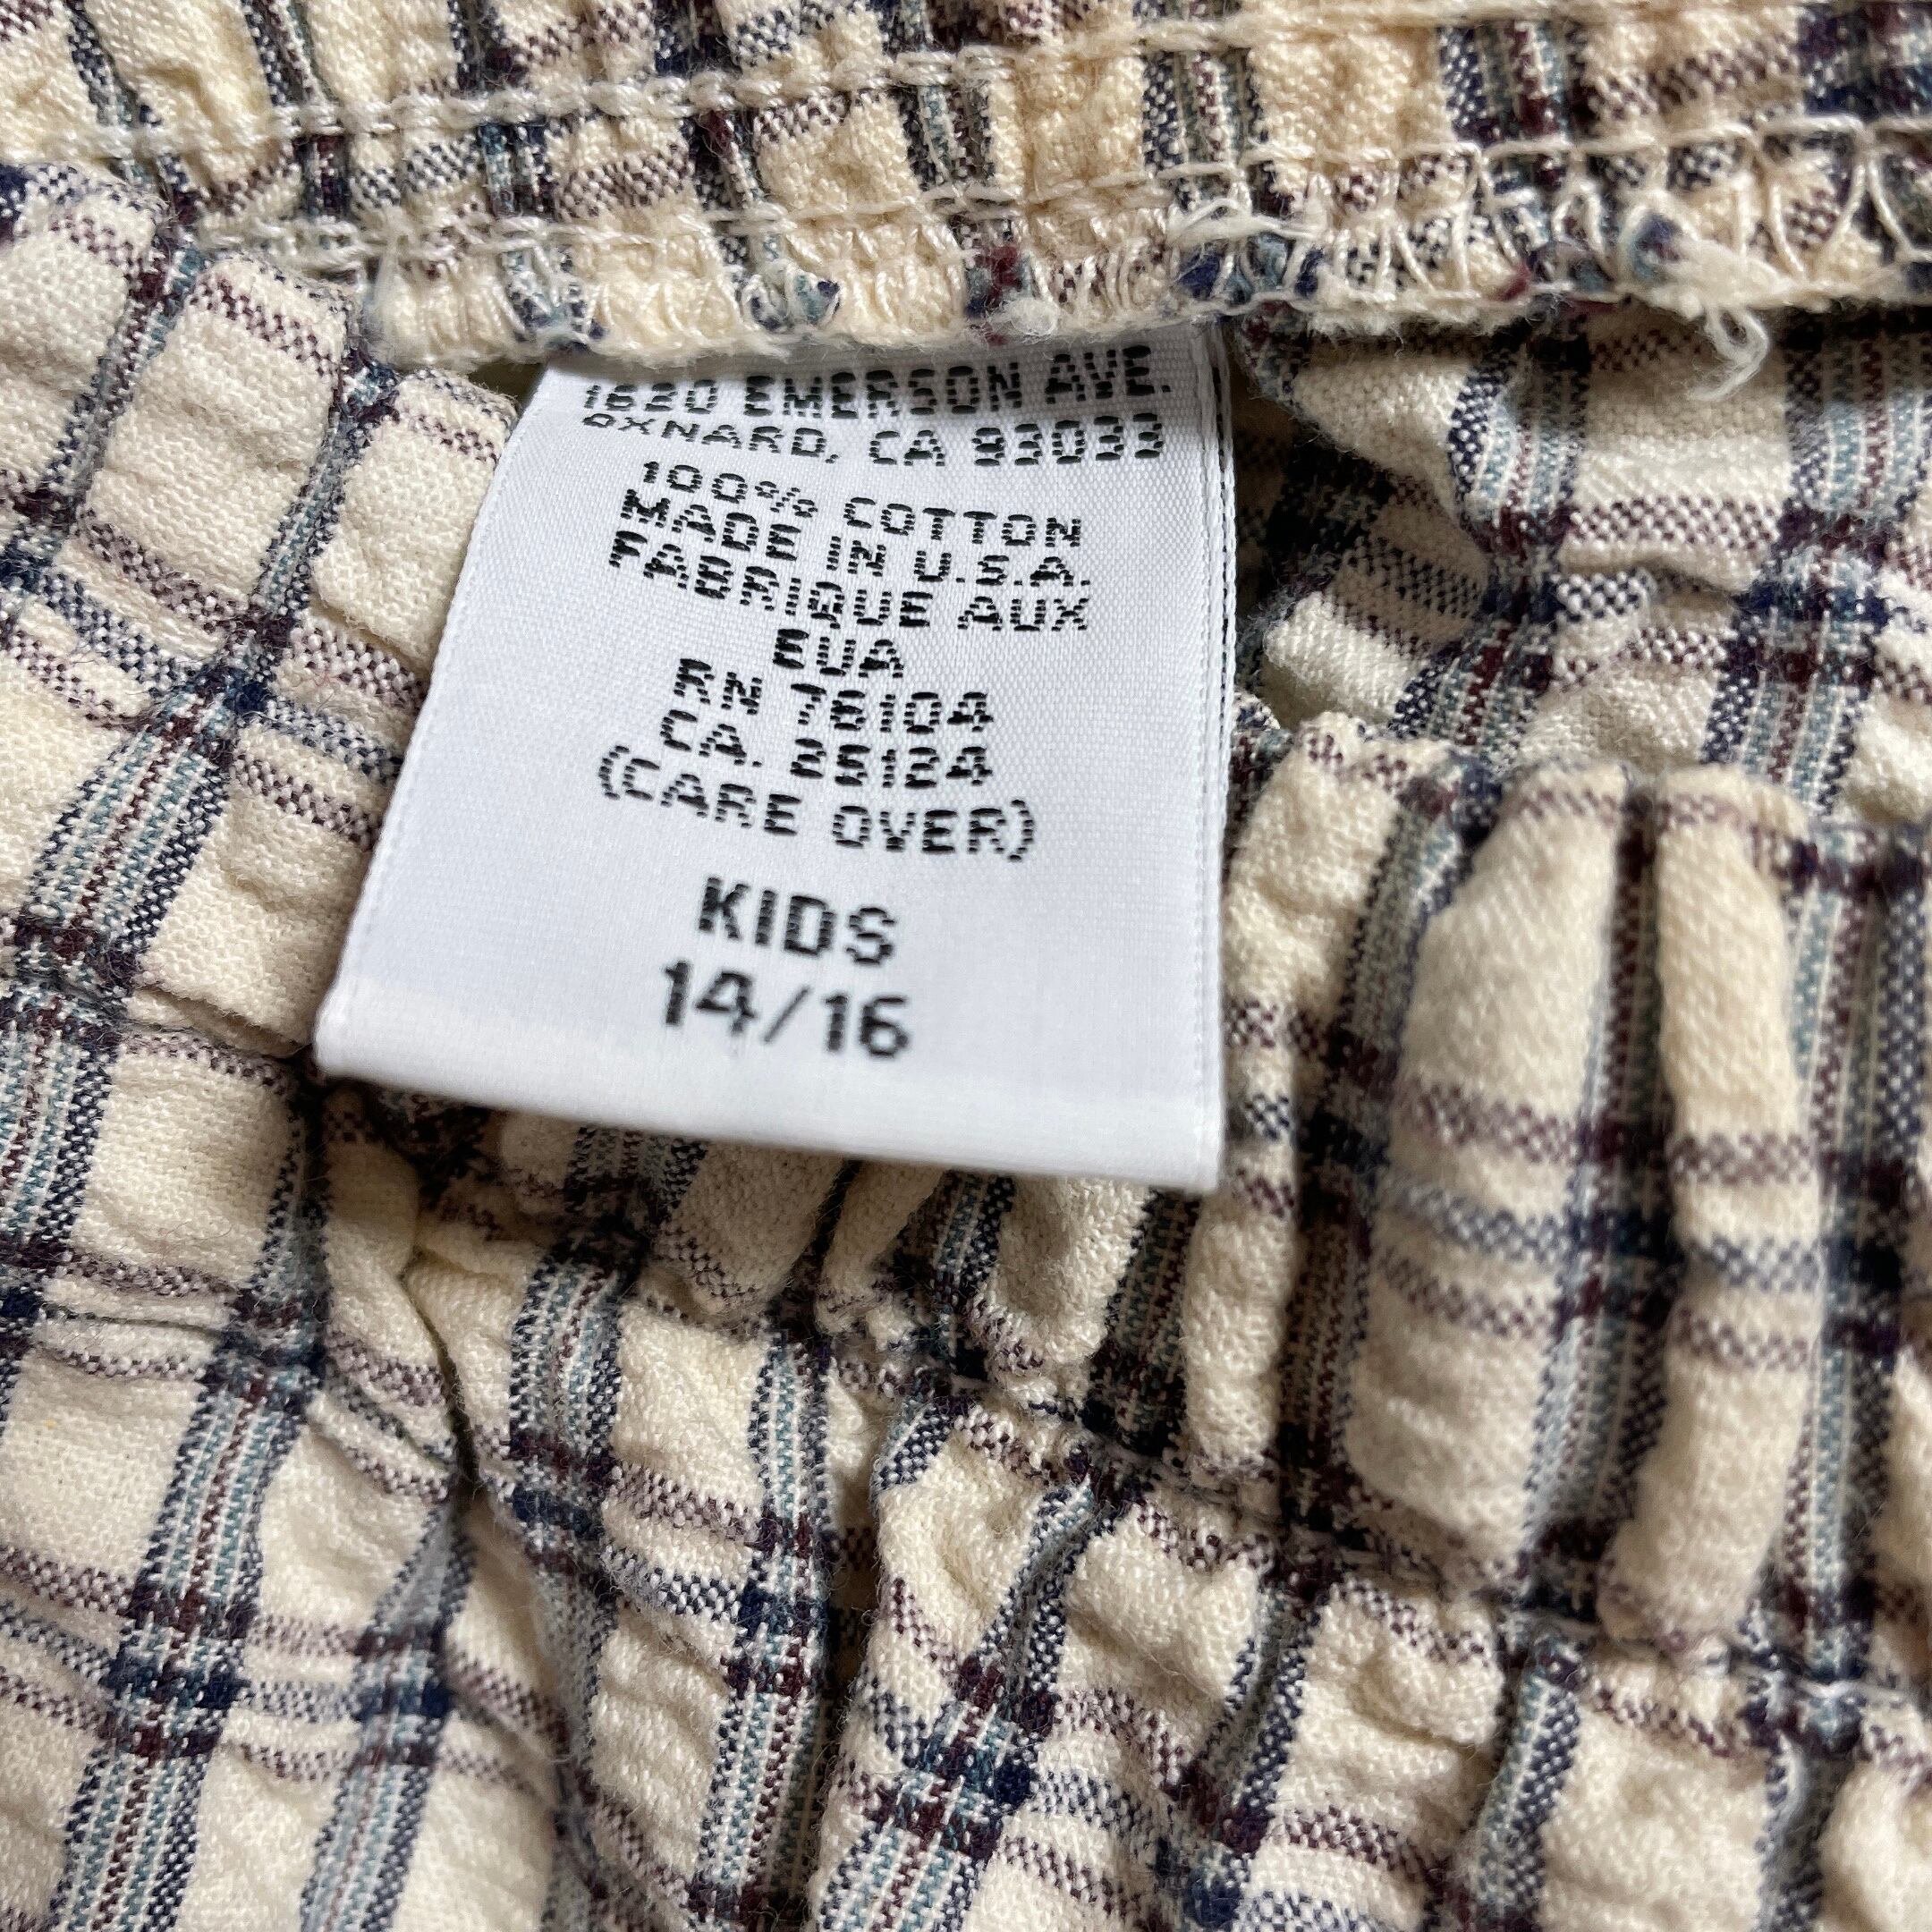 1630 EMERSON AVE.
OXNARD, CA 93033
100% COTTON
MADE IN U.S.A.
FABRIQUE AUX
EUA
RN 76104
CA. 25124
(CARE OVER)
KIDS
14/16